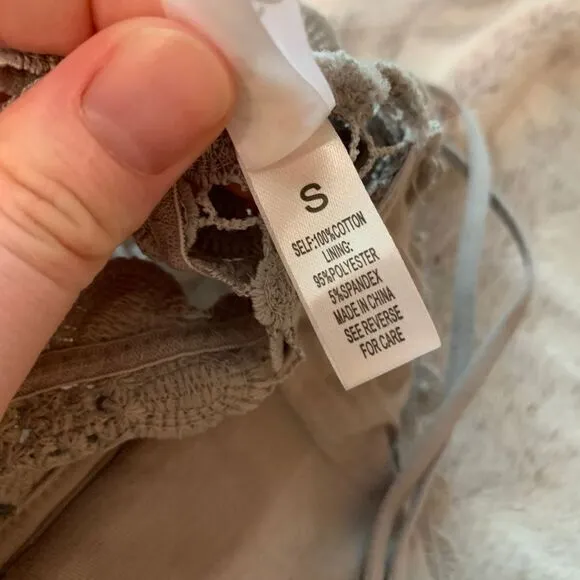 S
SELF:100%COTTON
LINING:
95%POLYESTER
5%SPANDEX
MADE IN CHINA
SEE REVERSE
FOR CARE